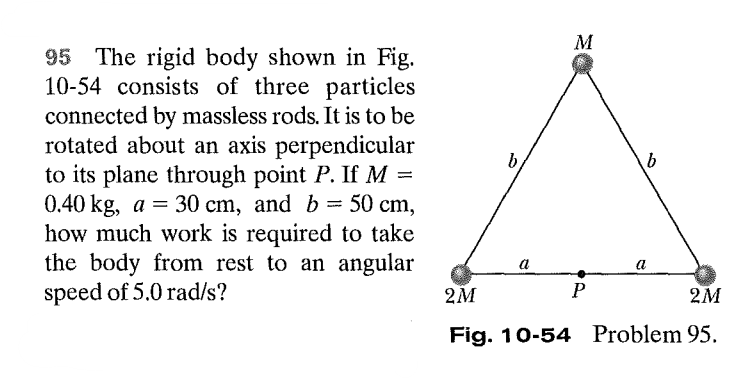 95 The rigid body shown in Fig.
10-54 consists of three particles
connected by massless rods. It is to be
rotated about an axis perpendicular
to its plane through point P. If M =
0.40 kg, a = 30 cm, and b = 50 cm,
how much work is required to take
the body from rest to an angular
speed of 5.0 rad/s?
M
b b
a a
2M P 2M
Fig. 10-54 Problem 95.